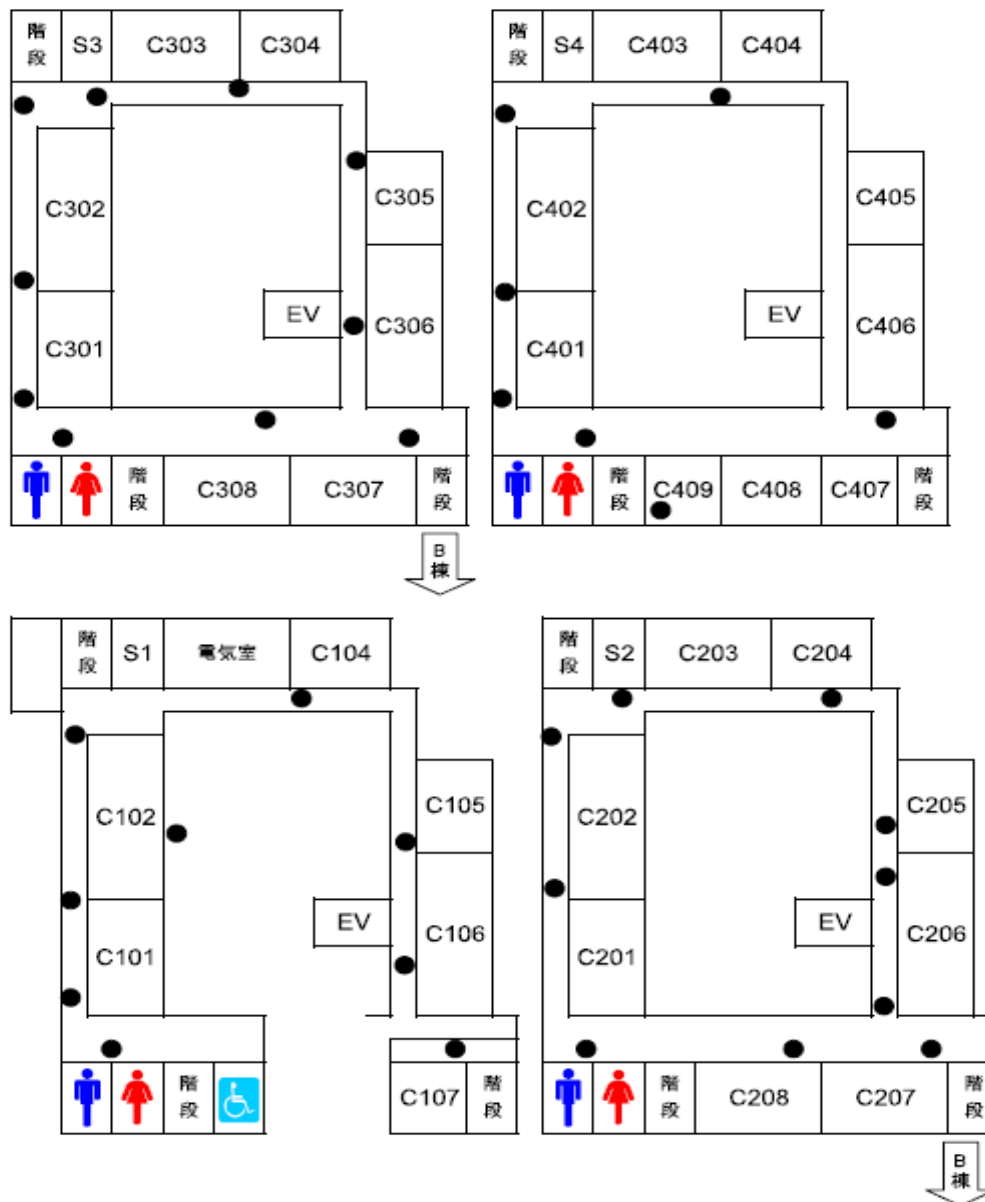 階段 S3 C303 C304
C302
C305
C301
EV
C306
階段 C308 C307 階段
B棟
階段 S4 C403 C404
C402
C405
C401
EV
C406
階段 C409 C408 C407 階段
階段 S1 電気室 C104
C102
C105
C101
EV
C106
階段 C107 階段
階段 S2 C203 C204
C202
C205
C201
EV
C206
階段 C208 C207 階段
B棟